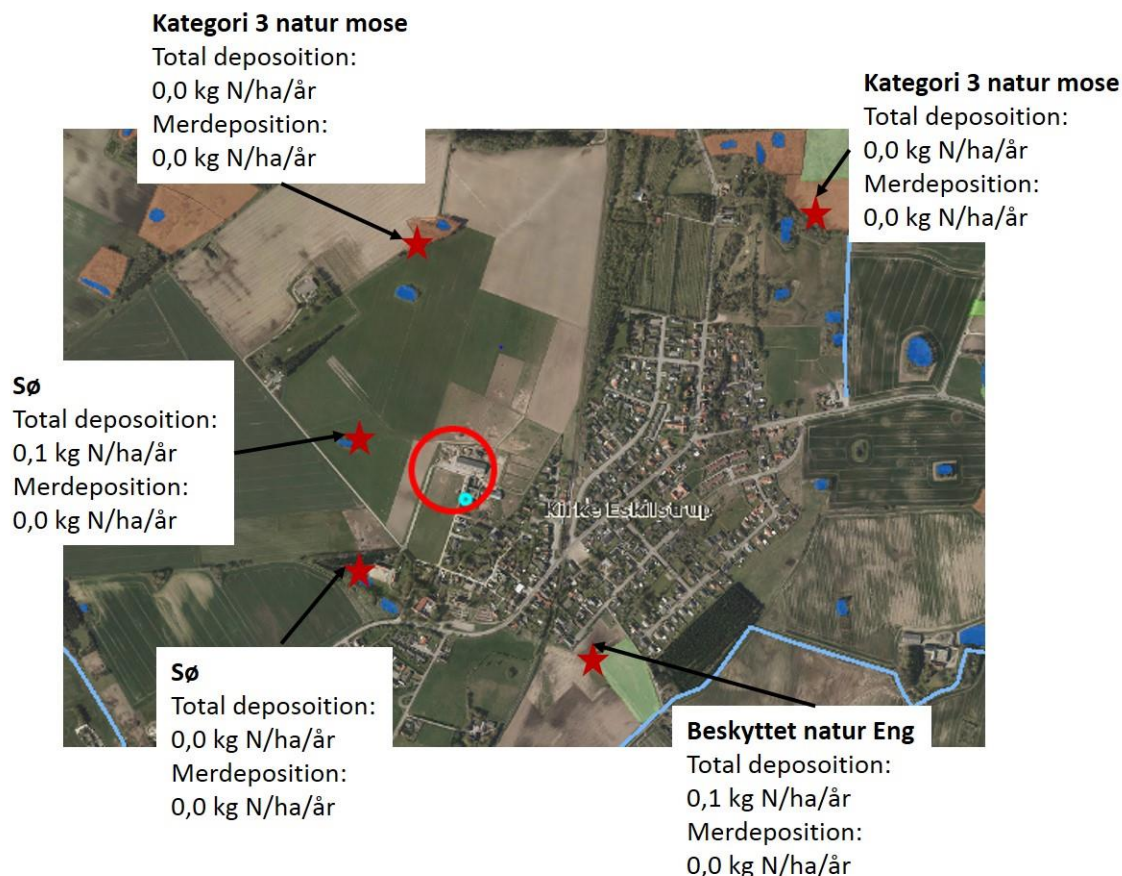 Kategori 3 natur mose
Total deposoition:
0,0 kg N/ha/år
Merdeposition:
0,0 kg N/ha/år
Kategori 3 natur mose
Total deposoition:
0,0 kg N/ha/år
Merdeposition:
0,0 kg N/ha/år
Sø
Total deposoition:
0,1 kg N/ha/år
Merdeposition:
0,0 kg N/ha/år
Kirke Eskilstrup
Sø
Total deposoition:
0,0 kg N/ha/år
Merdeposition:
0,0 kg N/ha/år
Beskyttet natur Eng
Total deposoition:
0,1 kg N/ha/år
Merdeposition:
0,0 kg N/ha/år